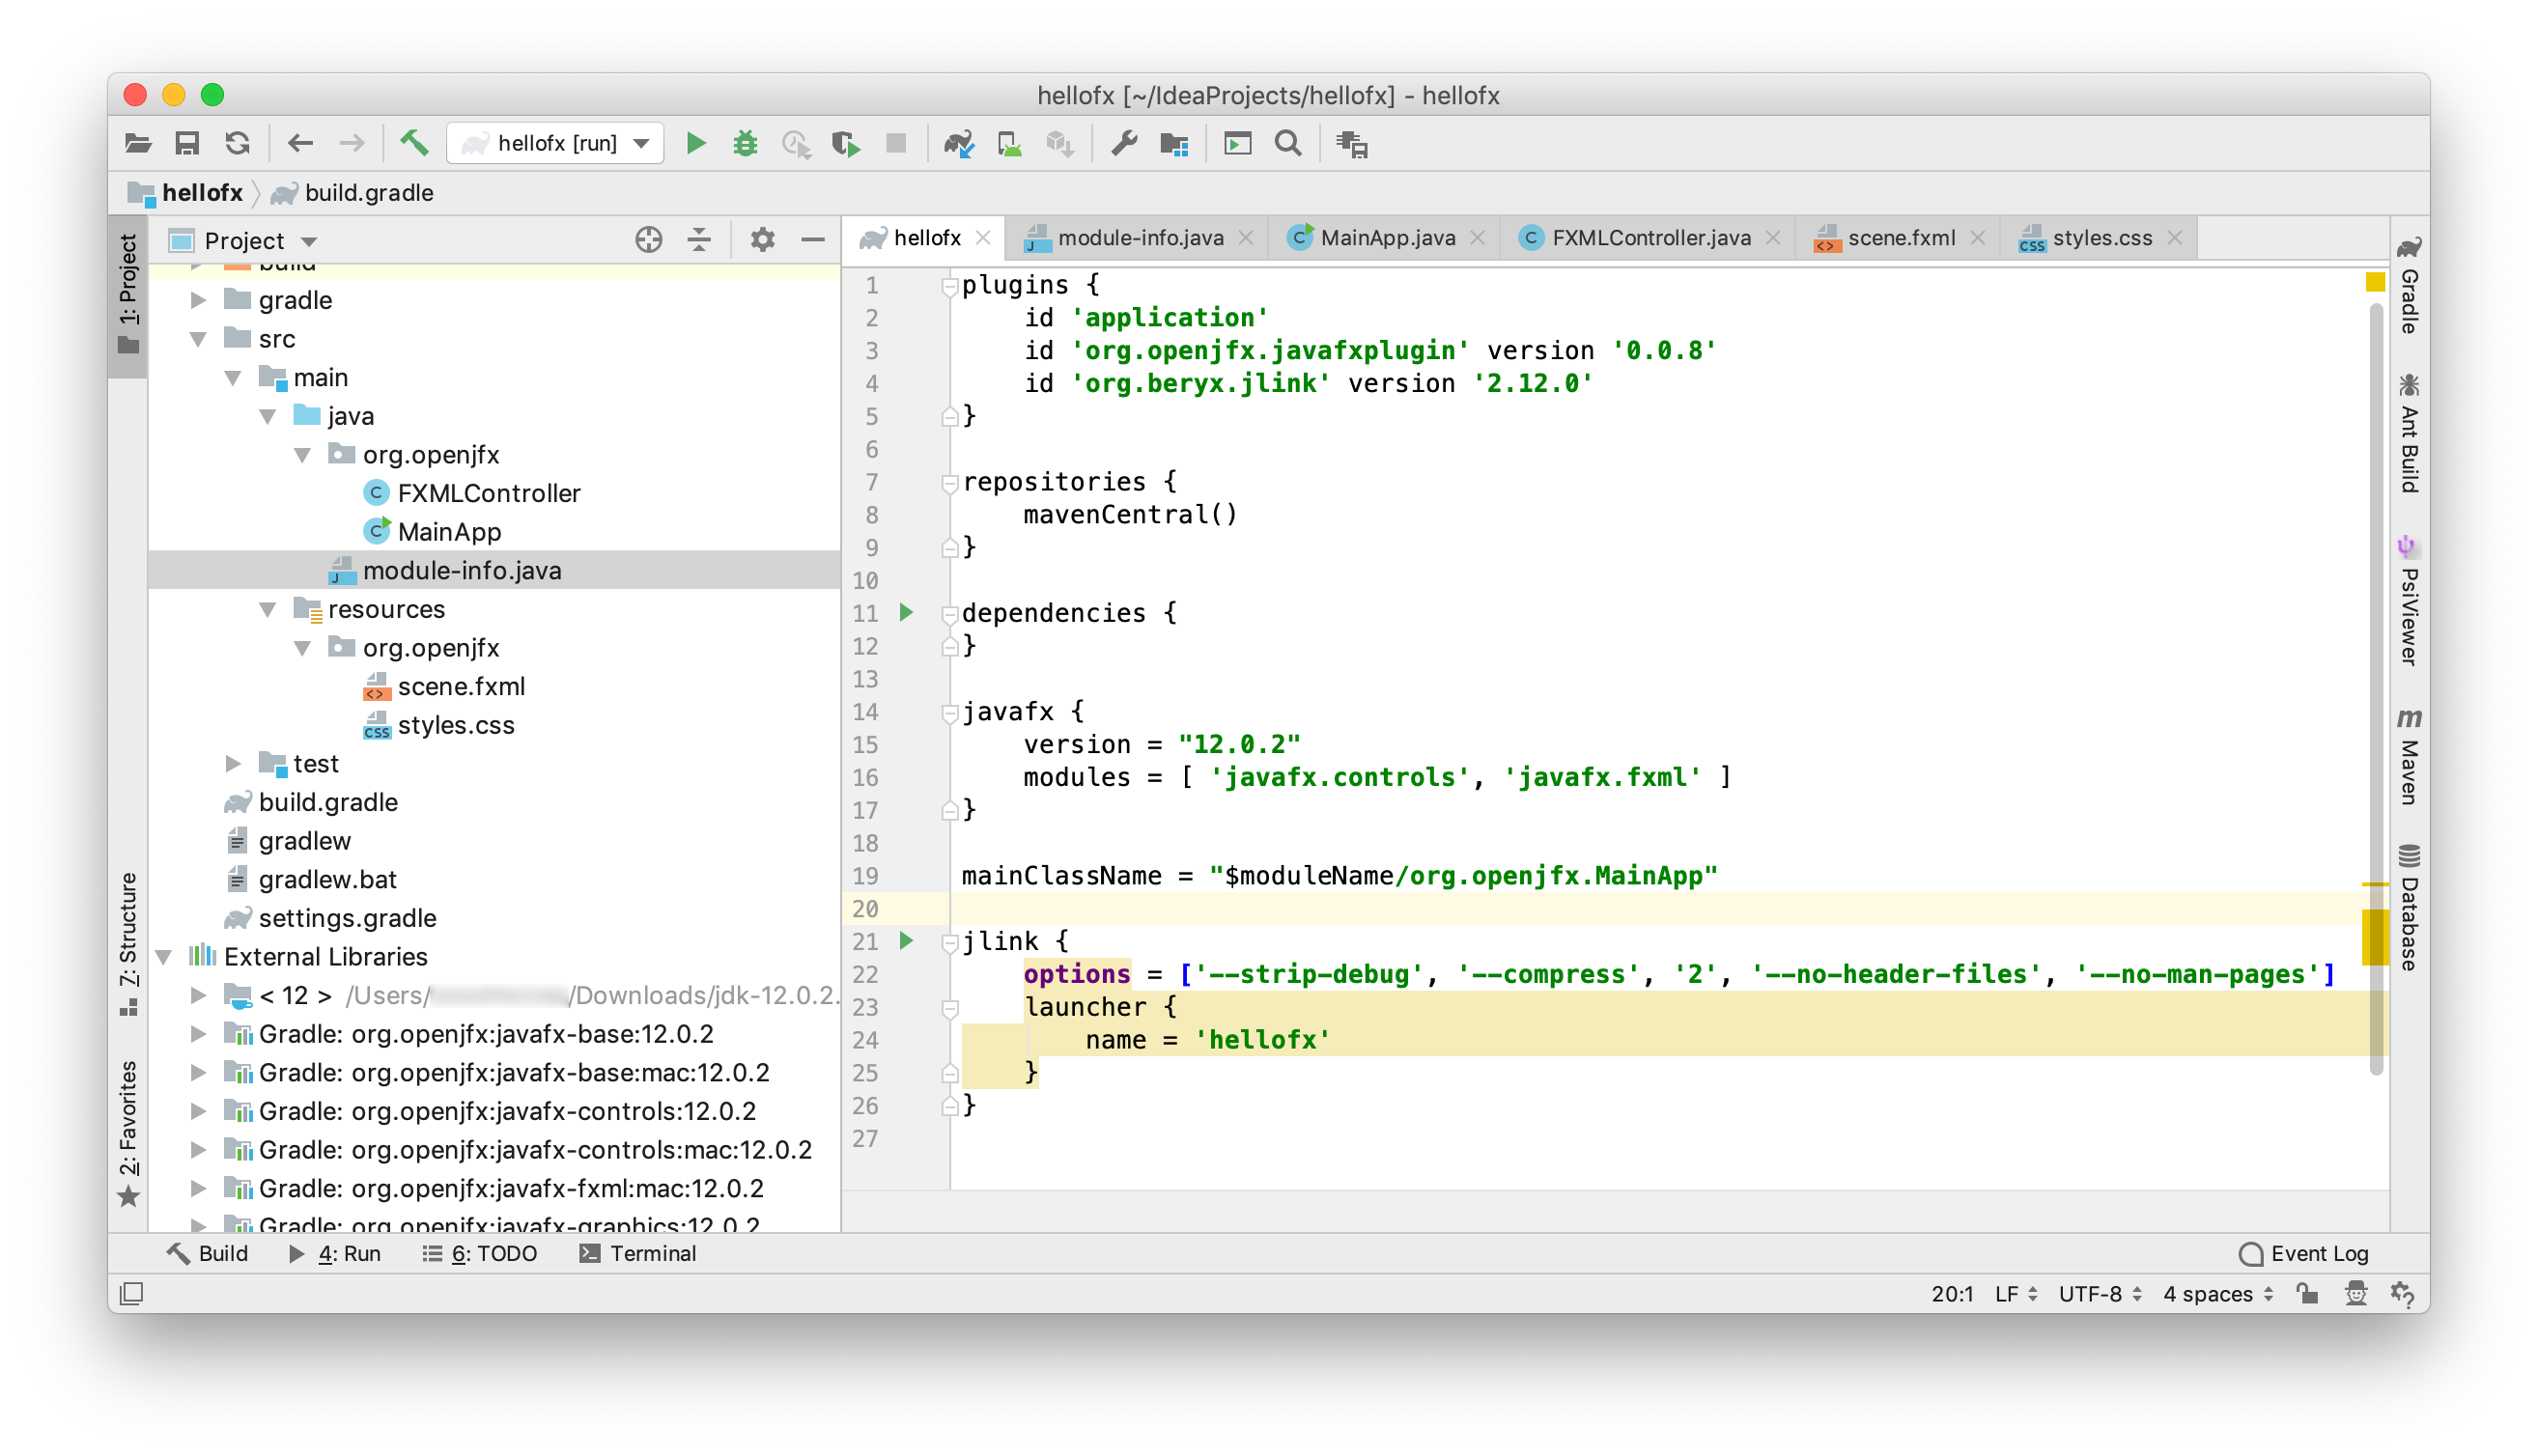 hellofx [~/IdeaProjects/hellofx] - hellofx
hellofx [run]
hellofx build.gradle
1: Project
7: Structure
2: Favorites
Project
build
gradle
src
main
java
org.openjfx
FXMLController
MainApp
module-info.java
resources
org.openjfx
scene.fxml
styles.css
test
build.gradle
gradlew
gradlew.bat
settings.gradle
External Libraries
< 12 > /Users/ /Downloads/jdk-12.0.2.
Gradle: org.openjfx:javafx-base:12.0.2
Gradle: org.openjfx:javafx-base:mac:12.0.2
Gradle: org.openjfx:javafx-controls:12.0.2
Gradle: org.openjfx:javafx-controls:mac:12.0.2
Gradle: org.openjfx:javafx-fxml:mac:12.0.2
Gradle: org.openjfx:javafx-graphics:12.0.2
hellofx module-info.java MainApp.java FXMLController.java scene.fxml styles.css
1 plugins {
2     id 'application'
3     id 'org.openjfx.javafxplugin' version '0.0.8'
4     id 'org.beryx.jlink' version '2.12.0'
5 }
6
7 repositories {
8     mavenCentral()
9 }
10
11 dependencies {
12 }
13
14 javafx {
15     version = "12.0.2"
16     modules = [ 'javafx.controls', 'javafx.fxml' ]
17 }
18
19 mainClassName = "$moduleName/org.openjfx.MainApp"
20
21 jlink {
22     options = ['--strip-debug', '--compress', '2', '--no-header-files', '--no-man-pages']
23     launcher {
24         name = 'hellofx'
25     }
26 }
27
Gradle
Ant Build
PsiViewer
Maven
Database
Build 4: Run 6: TODO Terminal Event Log
20:1 LF UTF-8 4 spaces